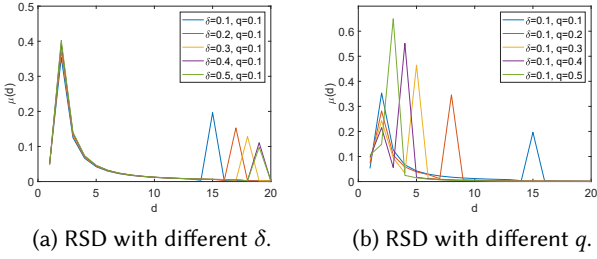 (a)
(b)
δ=0.1, q=0.1
δ=0.2, q=0.1
δ=0.3, q=0.1
δ=0.4, q=0.1
δ=0.5, q=0.1
0.5
0.4
0.3
0.2
0.1
0
μ(d)
0
5
10
15
20
d
δ=0.1, q=0.1
δ=0.1, q=0.2
δ=0.1, q=0.3
δ=0.1, q=0.4
δ=0.1, q=0.5
0.7
0.6
0.5
0.4
0.3
0.2
0.1
0
μ(d)
0
5
10
15
20
d
(a) RSD with different δ.
(b) RSD with different q.